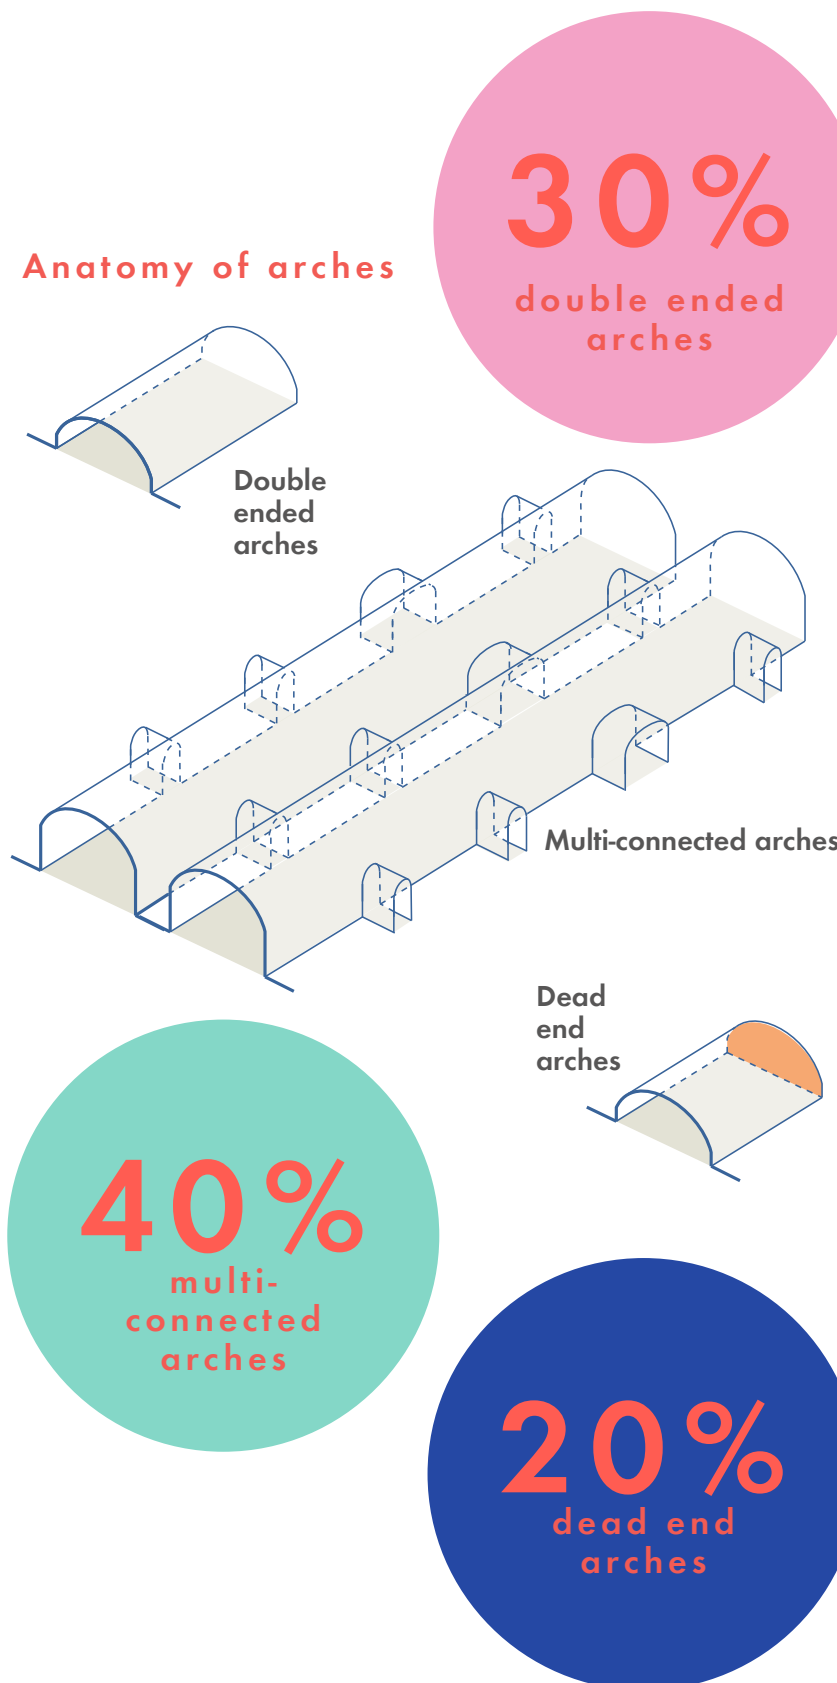 30%
double ended
arches
Anatomy of arches
Double
ended
arches
Multi-connected arches
Dead
end
arches
40%
multi-
connected
arches
20%
dead end
arches